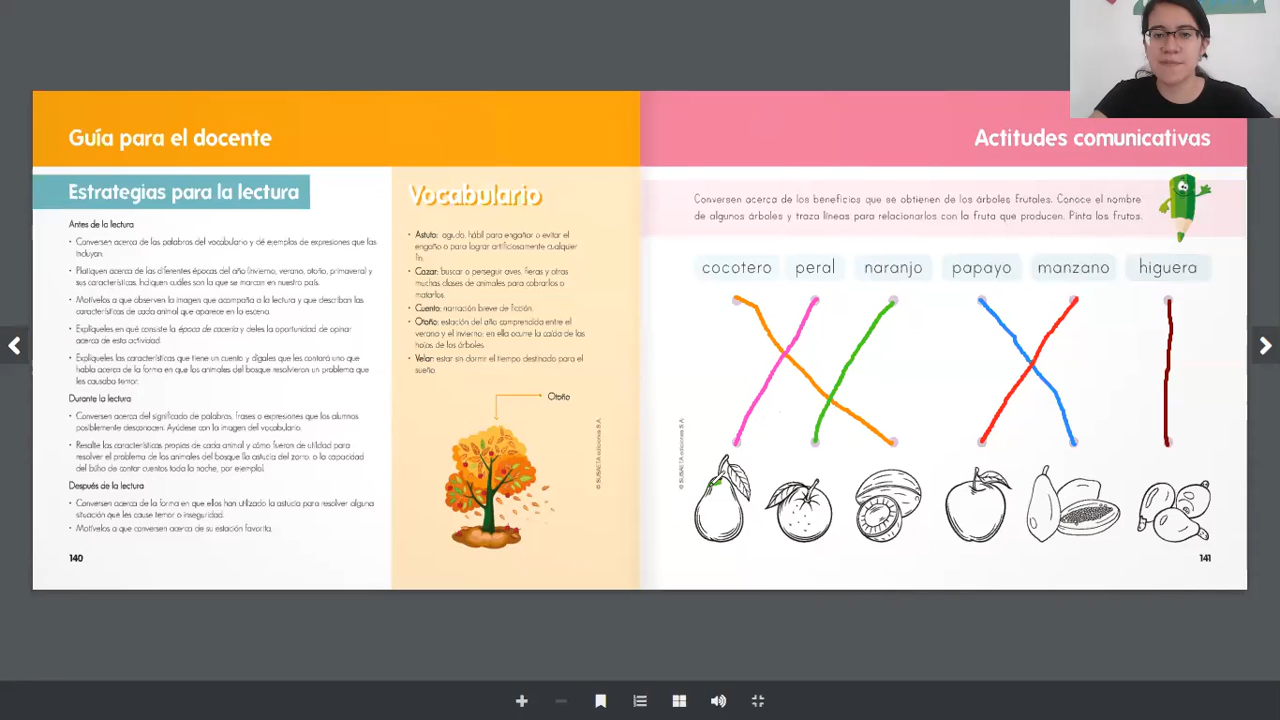 Guía para el docente
Estrategias para la lectura
Antes de la lectura
• Conversen acerca de las palabras del vocabulario y dé ejemplos de expresiones que las
incluyan.
• Platiquen acerca de las diferentes épocas del año (invierno, verano, otoño, primavera) y
sus características. Indiquen cuáles son la que se marcan en nuestro país.
• Motívelos a que observen la imagen que acompaña a la lectura y que describan las
características de cada animal que aparece en la escena.
• Explíqueles en qué consiste la época de cacería y deles la oportunidad de opinar
acerca de esta actividad.
• Explíqueles las características que tiene un cuento y dígales que les contará uno que
habla acerca de la forma en que los animales del bosque resolvieron un problema que
les causaba temor.
Durante la lectura
• Conversen acerca del significado de palabras, frases o expresiones que los alumnos
posiblemente desconocen. Ayúdese con la imagen del vocabulario.
• Resalte las características propias de cada animal y cómo fueron de utilidad para
resolver el problema de los animales del bosque (la astucia del zorro, o la capacidad
del búho de contar cuentos toda la noche, por ejemplo).
Después de la lectura
• Conversen acerca de la forma en que ellos han utilizado la astucia para resolver alguna
situación que les cause temor o inseguridad.
• Motívelos a que conversen acerca de su estación favorita.
140
Vocabulario
• Astuto: agudo, hábil para engañar o evitar el
engaño o para lograr artificiosamente cualquier
fin.
• Cazar: buscar o perseguir aves, fieras y otras
muchas clases de animales para cobrarlos o
matarlos.
• Cuento: narración breve de ficción.
• Otoño: estación del año comprendida entre el
verano y el invierno; en ella ocurre la caída de las
hojas de los árboles.
• Velar: estar sin dormir el tiempo destinado para el
sueño.
Otoño
© SUSAETA ediciones S.A.
Actitudes comunicativas
Conversen acerca de los beneficios que se obtienen de los árboles frutales. Conoce el nombre
de algunos árboles y traza líneas para relacionarlos con la fruta que producen. Pinta los frutos.
cocotero peral naranjo papayo manzano higuera
© SUSAETA ediciones S.A.
141